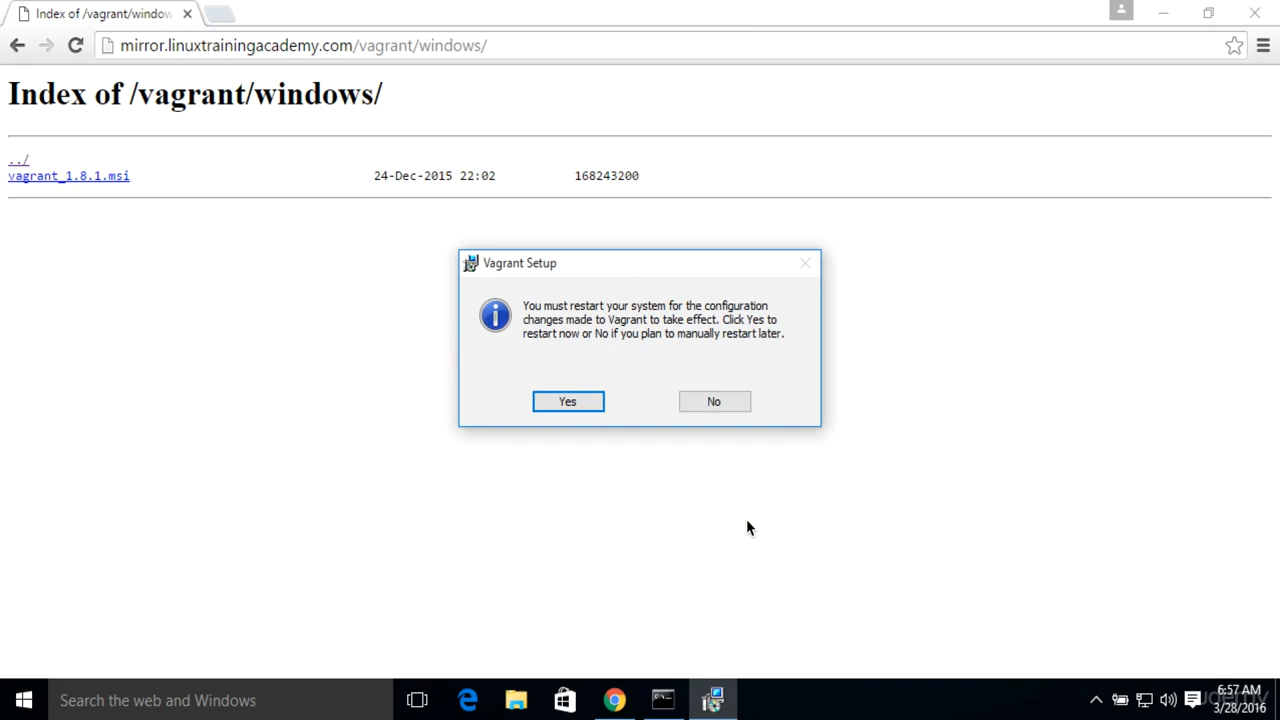 Index of /vagrant/window
mirror.linuxtrainingacademy.com/vagrant/windows/
Index of /vagrant/windows/
../
vagrant_1.8.1.msi 24-Dec-2015 22:02 168243200
Vagrant Setup
You must restart your system for the configuration
changes made to Vagrant to take effect. Click Yes to
restart now or No if you plan to manually restart later.
Yes No
Search the web and Windows
6:57 AM
3/28/2016